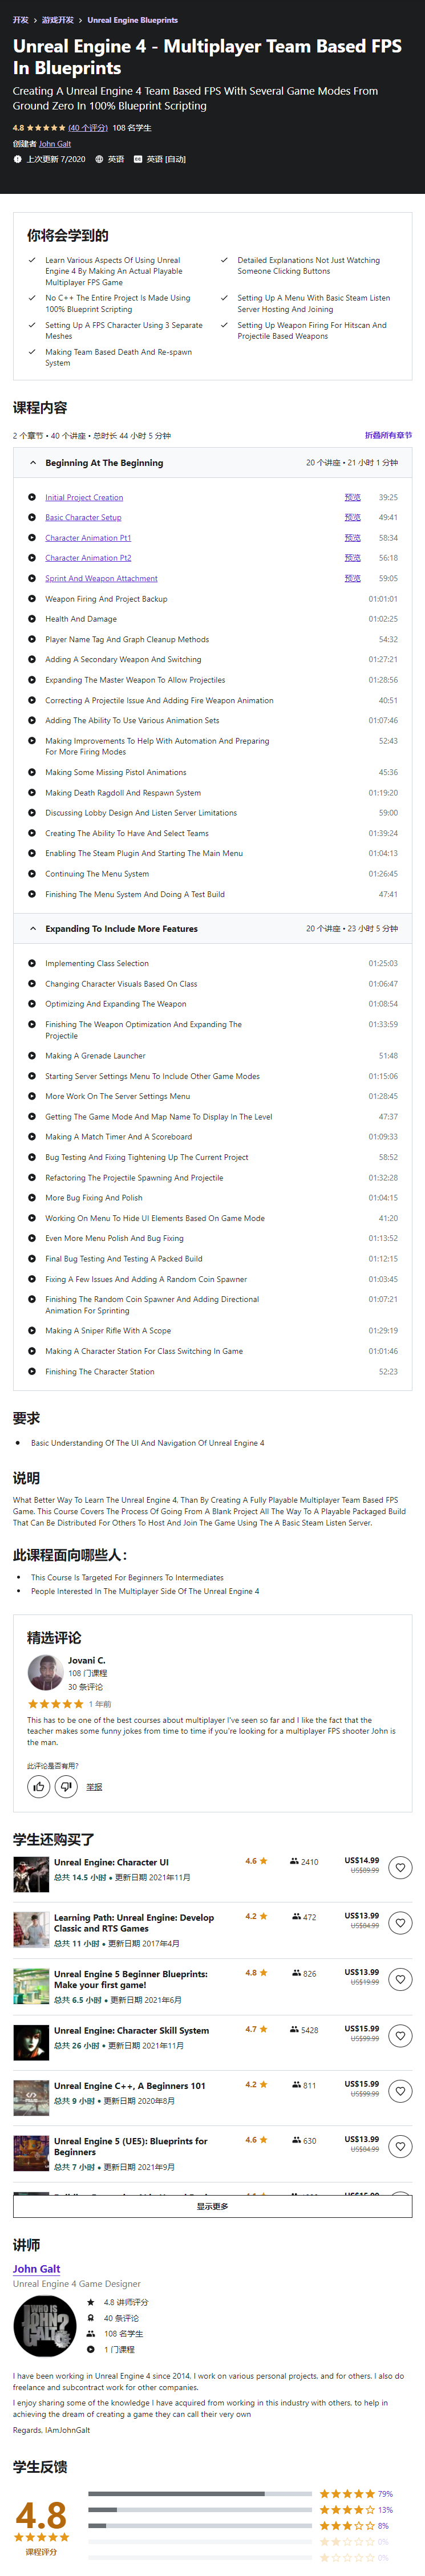 开发 > 游戏开发 > Unreal Engine Blueprints
Unreal Engine 4 - Multiplayer Team Based FPS
In Blueprints
Creating A Unreal Engine 4 Team Based FPS With Several Game Modes From
Ground Zero In 100% Blueprint Scripting
4.8 (40 个评分) 108 名学生
创建者 John Galt
上次更新 7/2020 英语 英语 [自动]
你将会学到的
Learn Various Aspects Of Using Unreal
Engine 4 By Making An Actual Playable
Multiplayer FPS Game
Detailed Explanations Not Just Watching
Someone Clicking Buttons
No C++ The Entire Project Is Made Using
100% Blueprint Scripting
Setting Up A Menu With Basic Steam Listen
Server Hosting And Joining
Setting Up A FPS Character Using 3 Separate
Meshes
Setting Up Weapon Firing For Hitscan And
Projectile Based Weapons
Making Team Based Death And Re-spawn
System
课程内容
2 个章节 • 40 个讲座 • 总时长 44 小时 5 分钟 折叠所有章节
Beginning At The Beginning 20 个讲座 • 21 小时 1 分钟
Initial Project Creation 预览 39:25
Basic Character Setup 预览 49:41
Character Animation Pt1 预览 58:34
Character Animation Pt2 预览 56:18
Sprint And Weapon Attachment 预览 59:05
Weapon Firing And Project Backup 01:01:01
Health And Damage 01:02:25
Player Name Tag And Graph Cleanup Methods 54:32
Adding A Secondary Weapon And Switching 01:27:21
Expanding The Master Weapon To Allow Projectiles 01:28:56
Correcting A Projectile Issue And Adding Fire Weapon Animation 40:51
Adding The Ability To Use Various Animation Sets 01:07:46
Making Improvements To Help With Automation And Preparing
For More Firing Modes 52:43
Making Some Missing Pistol Animations 45:36
Making Death Ragdoll And Respawn System 01:19:20
Discussing Lobby Design And Listen Server Limitations 59:00
Creating The Ability To Have And Select Teams 01:39:24
Enabling The Steam Plugin And Starting The Main Menu 01:04:13
Continuing The Menu System 01:26:45
Finishing The Menu System And Doing A Test Build 47:41
Expanding To Include More Features 20 个讲座 • 23 小时 5 分钟
Implementing Class Selection 01:25:03
Changing Character Visuals Based On Class 01:06:47
Optimizing And Expanding The Weapon 01:08:54
Finishing The Weapon Optimization And Expanding The
Projectile 01:33:59
Making A Grenade Launcher 51:48
Starting Server Settings Menu To Include Other Game Modes 01:15:06
More Work On The Server Settings Menu 01:28:45
Getting The Game Mode And Map Name To Display In The Level 47:37
Making A Match Timer And A Scoreboard 01:09:33
Bug Testing And Fixing Tightening Up The Current Project 58:52
Refactoring The Projectile Spawning And Projectile 01:32:28
More Bug Fixing And Polish 01:04:15
Working On Menu To Hide UI Elements Based On Game Mode 41:20
Even More Menu Polish And Bug Fixing 01:13:52
Final Bug Testing And Testing A Packed Build 01:12:15
Fixing A Few Issues And Adding A Random Coin Spawner 01:03:45
Finishing The Random Coin Spawner And Adding Directional
Animation For Sprinting 01:07:21
Making A Sniper Rifle With A Scope 01:29:19
Making A Character Station For Class Switching In Game 01:01:46
Finishing The Character Station 52:23
要求
Basic Understanding Of The UI And Navigation Of Unreal Engine 4
说明
What Better Way To Learn The Unreal Engine 4, Than By Creating A Fully Playable Multiplayer Team Based FPS
Game. This Course Covers The Process Of Going From A Blank Project All The Way To A Playable Packaged Build
That Can Be Distributed For Others To Host And Join The Game Using The A Basic Steam Listen Server.
此课程面向哪些人：
This Course Is Targeted For Beginners To Intermediates
People Interested In The Multiplayer Side Of The Unreal Engine 4
精选评论
Jovani C.
108 门课程
30 条评论
1 年前
This has to be one of the best courses about multiplayer I've seen so far and I like the fact that the
teacher makes some funny jokes from time to time if you're looking for a multiplayer FPS shooter John is
the man.
此评论是否有用?
举报
学生还购买了
Unreal Engine: Character UI 4.6 2410 US$14.99
总共 14.5 小时 • 更新日期 2021年11月 US$89.99
Learning Path: Unreal Engine: Develop
Classic and RTS Games 4.2 472 US$13.99
US$84.99
总共 11 小时 • 更新日期 2017年4月
Unreal Engine 5 Beginner Blueprints:
Make your first game! 4.8 826 US$13.99
US$19.99
总共 6.5 小时 • 更新日期 2021年6月
Unreal Engine: Character Skill System 4.7 5428 US$15.99
总共 26 小时 • 更新日期 2021年11月 US$99.99
Unreal Engine C++, A Beginners 101 4.2 811 US$15.99
总共 9 小时 • 更新日期 2020年8月 US$99.99
Unreal Engine 5 (UE5): Blueprints for
Beginners 4.6 630 US$13.99
US$84.99
总共 7 小时 • 更新日期 2021年9月
显示更多
讲师
John Galt
Unreal Engine 4 Game Designer
WHO IS
JOHN
GALT?
4.8 讲师评分
40 条评论
108 名学生
1 门课程
I have been working in Unreal Engine 4 since 2014, I work on various personal projects, and for others. I also do
freelance and subcontract work for other companies.
I enjoy sharing some of the knowledge I have acquired from working in this industry with others, to help in
achieving the dream of creating a game they can call their very own
Regards, IAmJohnGalt
学生反馈
4.8
课程评分
79%
13%
8%
0%
0%